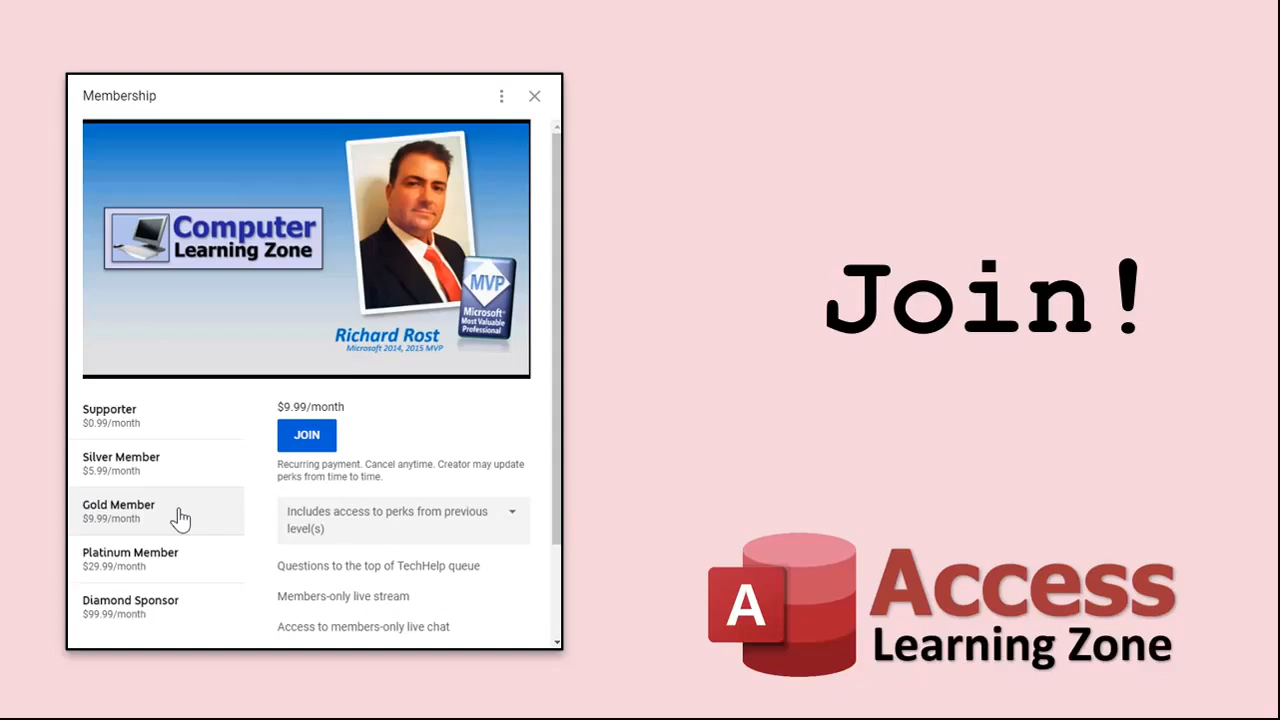 Membership
Computer
Learning Zone
MVP
Microsoft®
Most Valuable
Professional
Richard Rost
Microsoft 2014, 2015 MVP
Supporter
$0.99/month
Silver Member
$5.99/month
Gold Member
$9.99/month
Platinum Member
$29.99/month
Diamond Sponsor
$99.99/month
$9.99/month
JOIN
Recurring payment. Cancel anytime. Creator may update
perks from time to time.
Includes access to perks from previous
level(s)
Questions to the top of TechHelp queue
Members-only live stream
Access to members-only live chat
Join!
A
Access
Learning Zone